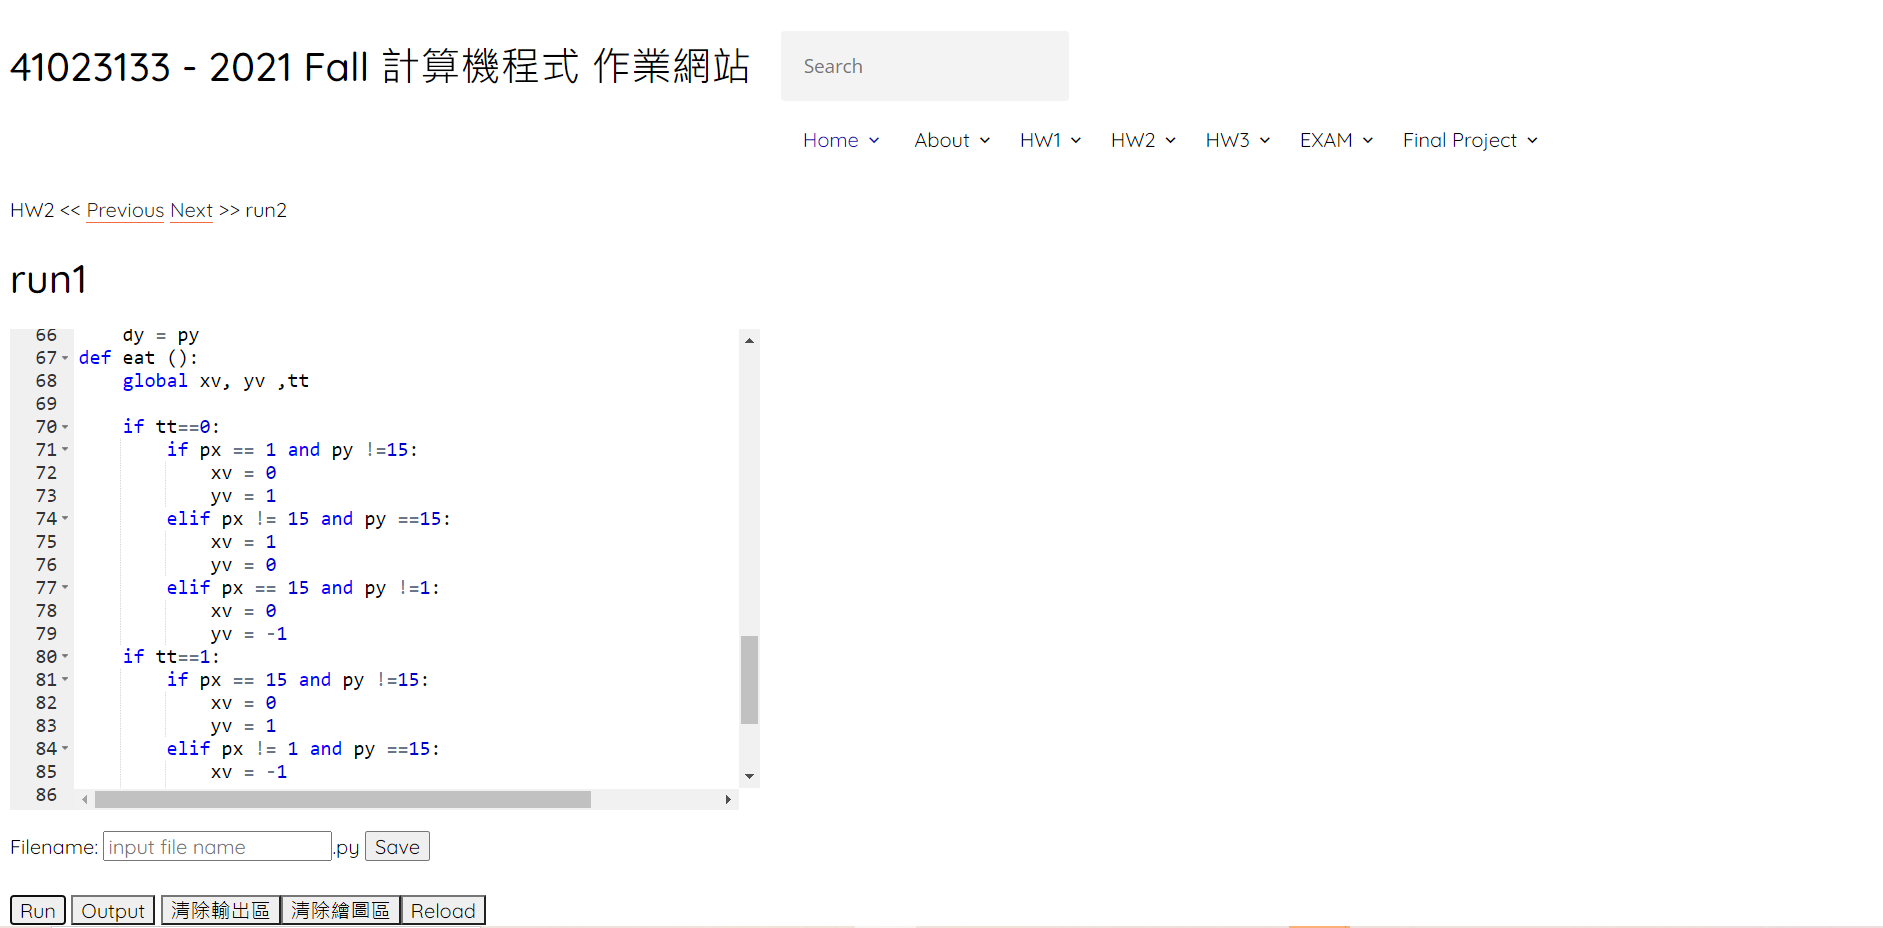 41023133 - 2021 Fall 計算機程式 作業網站
Search
Home About HW1 HW2 HW3 EXAM Final Project
HW2 << Previous Next >> run2
run1
66     dy = py
67 def eat ():
68     global xv, yv ,tt
69
70     if tt==0:
71         if px == 1 and py !=15:
72             xv = 0
73             yv = 1
74         elif px != 15 and py ==15:
75             xv = 1
76             yv = 0
77         elif px == 15 and py !=1:
78             xv = 0
79             yv = -1
80     if tt==1:
81         if px == 15 and py !=15:
82             xv = 0
83             yv = 1
84         elif px != 1 and py ==15:
85             xv = -1
86
Filename: input file name .py Save
Run Output 清除輸出區 清除繪圖區 Reload